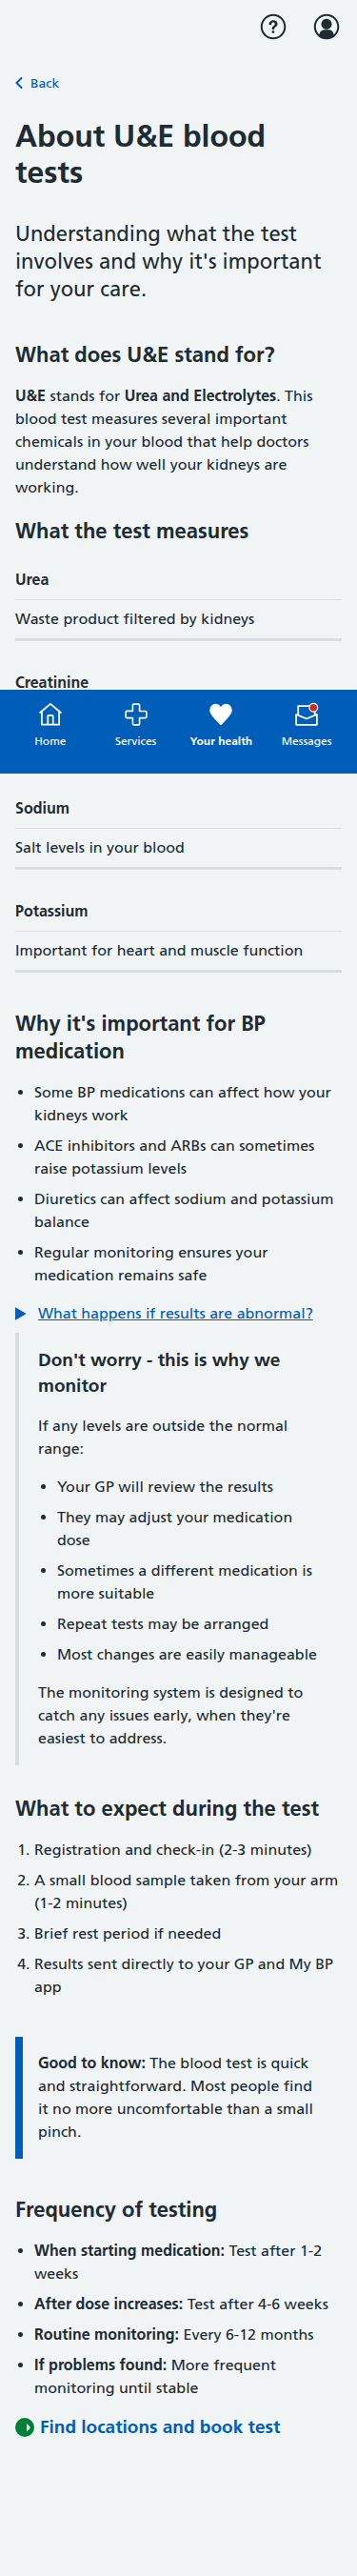 Back
About U&E blood
tests
Understanding what the test
involves and why it's important
for your care.
What does U&E stand for?
U&E stands for Urea and Electrolytes. This
blood test measures several important
chemicals in your blood that help doctors
understand how well your kidneys are
working.
What the test measures
Urea
Waste product filtered by kidneys
Creatinine
Home
Services
Your health
Messages
Sodium
Salt levels in your blood
Potassium
Important for heart and muscle function
Why it's important for BP
medication
• Some BP medications can affect how your
kidneys work
• ACE inhibitors and ARBs can sometimes
raise potassium levels
• Diuretics can affect sodium and potassium
balance
• Regular monitoring ensures your
medication remains safe
What happens if results are abnormal?
Don't worry - this is why we
monitor
If any levels are outside the normal
range:
• Your GP will review the results
• They may adjust your medication
dose
• Sometimes a different medication is
more suitable
• Repeat tests may be arranged
• Most changes are easily manageable
The monitoring system is designed to
catch any issues early, when they're
easiest to address.
What to expect during the test
1. Registration and check-in (2-3 minutes)
2. A small blood sample taken from your arm
(1-2 minutes)
3. Brief rest period if needed
4. Results sent directly to your GP and My BP
app
Good to know: The blood test is quick
and straightforward. Most people find
it no more uncomfortable than a small
pinch.
Frequency of testing
• When starting medication: Test after 1-2
weeks
• After dose increases: Test after 4-6 weeks
• Routine monitoring: Every 6-12 months
• If problems found: More frequent
monitoring until stable
Find locations and book test